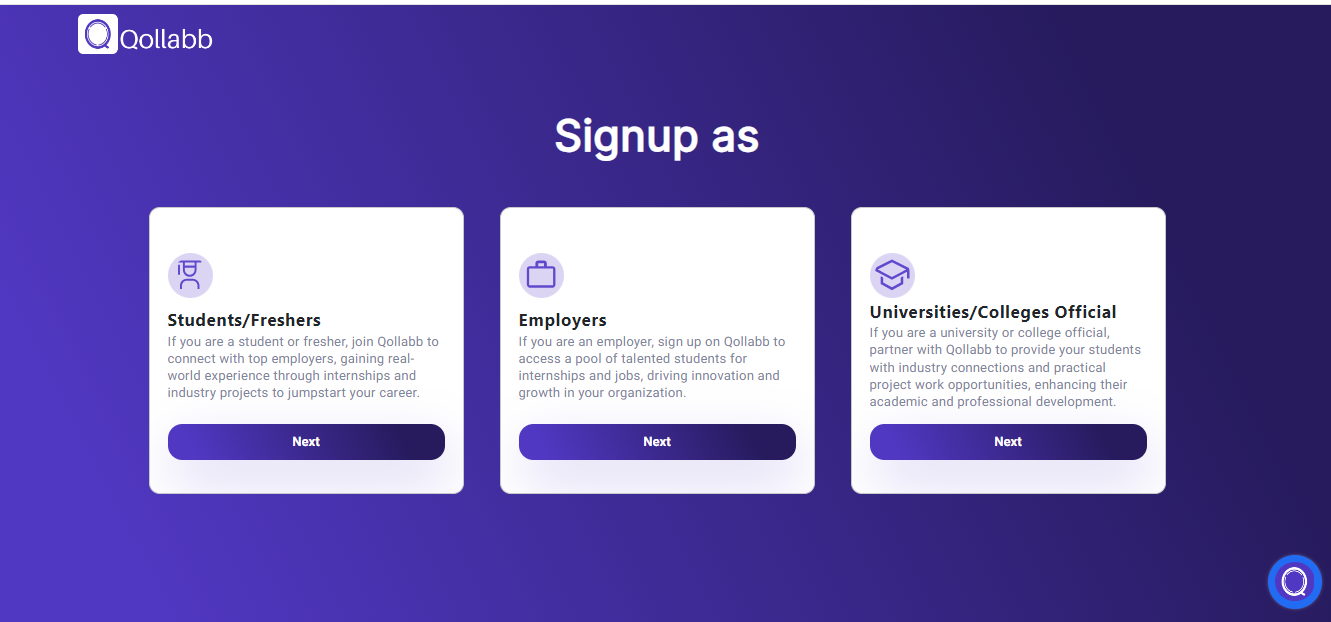 Qollabb
Signup as
Students/Freshers
If you are a student or fresher, join Qollabb to
connect with top employers, gaining real-
world experience through internships and
industry projects to jumpstart your career.
Next
Employers
If you are an employer, sign up on Qollabb to
access a pool of talented students for
internships and jobs, driving innovation and
growth in your organization.
Next
Universities/Colleges Official
If you are a university or college official,
partner with Qollabb to provide your students
with industry connections and practical
project work opportunities, enhancing their
academic and professional development.
Next